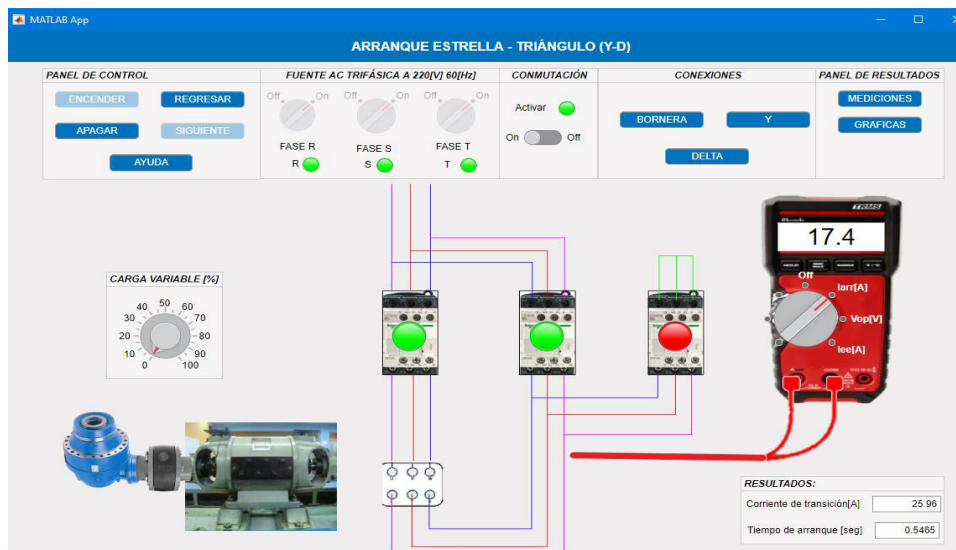 MATLAB App
ARRANQUE ESTRELLA - TRIÁNGULO (Y-D)
PANEL DE CONTROL
ENCENDER REGRESAR
APAGAR SIGUIENTE
AYUDA
FUENTE AC TRIFÁSICA A 220[V] 60[Hz]
Off On Off On Off On
FASE R FASE S FASE T
R S T
CONMUTACIÓN
Activar
On Off
CONEXIONES
BORNERA Y
DELTA
PANEL DE RESULTADOS
MEDICIONES
GRAFICAS
CARGA VARIABLE [%]
0 10 20 30 40 50 60 70 80 90 100
TRMS
17.4
Off
Iarr[A]
Vop[V]
Iee[A]
RESULTADOS:
Corriente de transición[A] 25.96
Tiempo de arranque [seg] 0.5465